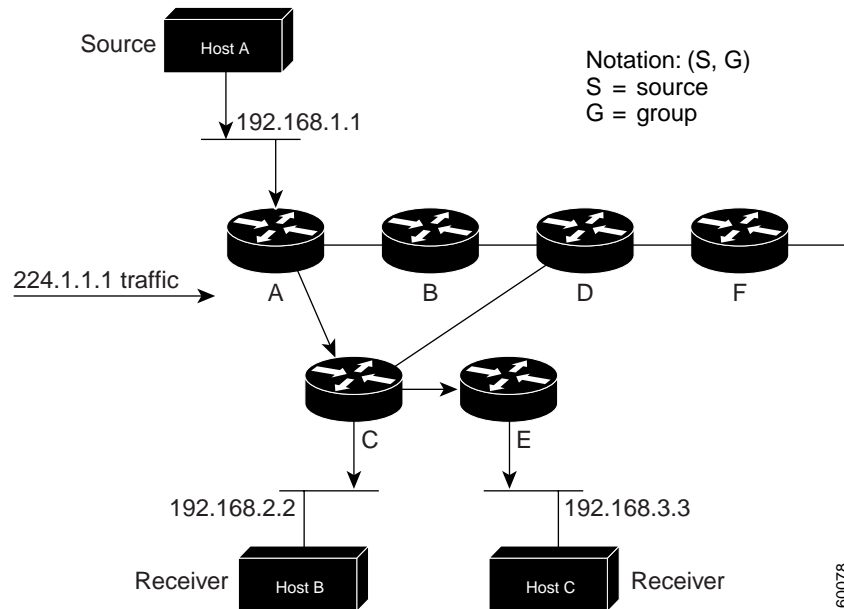 Source
Host A
Notation: (S, G)
S = source
G = group
192.168.1.1
224.1.1.1 traffic
A
B
D
F
C
E
192.168.2.2
192.168.3.3
Receiver
Host B
Host C
Receiver
60078